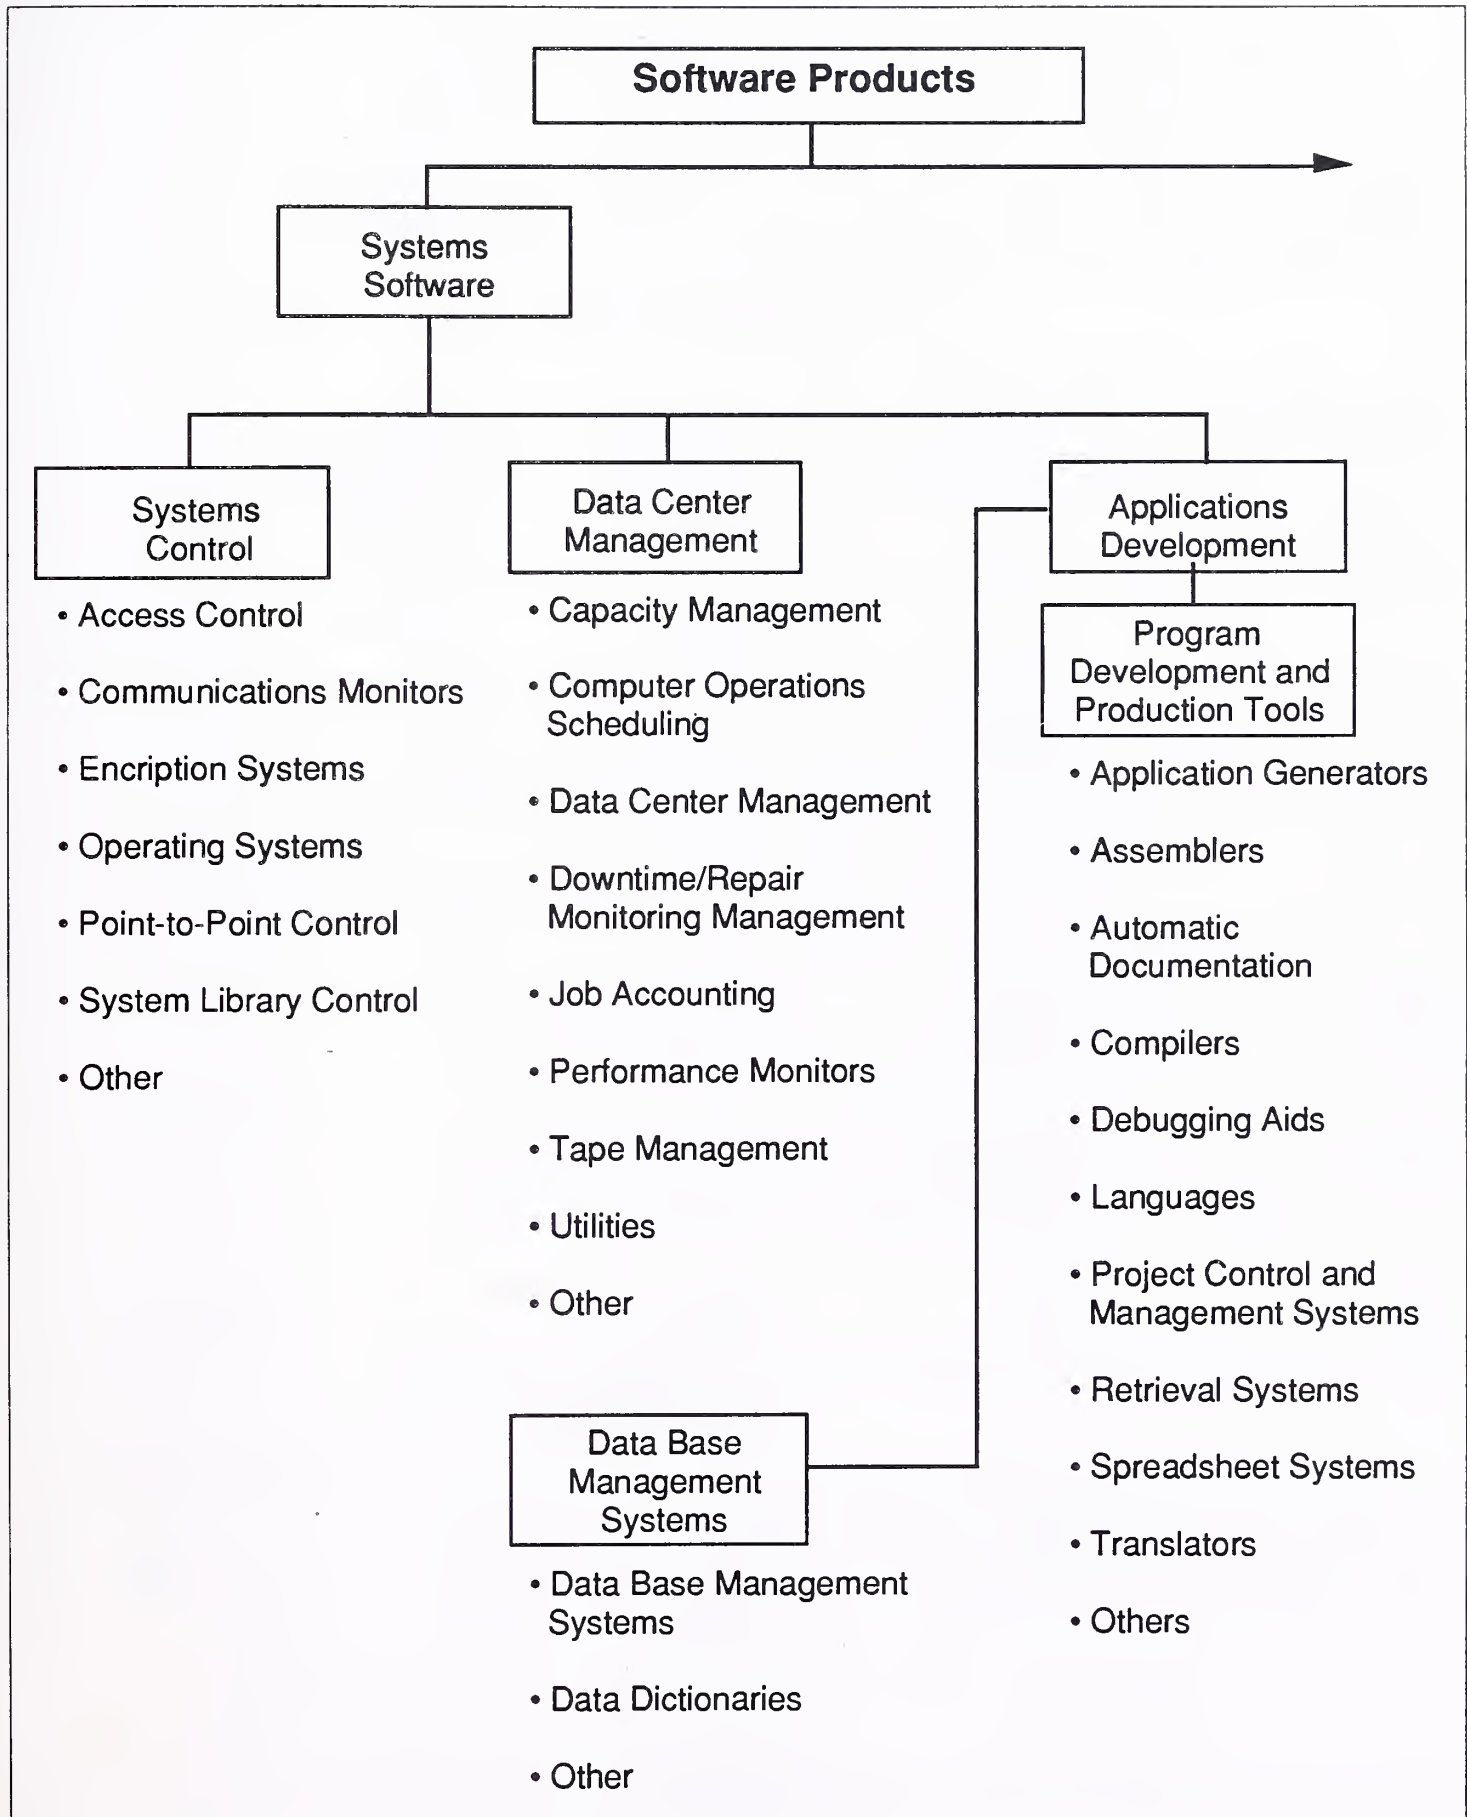 Software Products
Systems
Software
Systems
Control
• Access Control
• Communications Monitors
• Encription Systems
• Operating Systems
• Point-to-Point Control
• System Library Control
• Other
Data Center
Management
• Capacity Management
• Computer Operations
Scheduling
• Data Center Management
• Downtime/Repair
Monitoring Management
• Job Accounting
• Performance Monitors
• Tape Management
• Utilities
• Other
Data Base
Management
Systems
• Data Base Management
Systems
• Data Dictionaries
• Other
Applications
Development
Program
Development and
Production Tools
• Application Generators
• Assemblers
• Automatic
Documentation
• Compilers
• Debugging Aids
• Languages
• Project Control and
Management Systems
• Retrieval Systems
• Spreadsheet Systems
• Translators
• Others